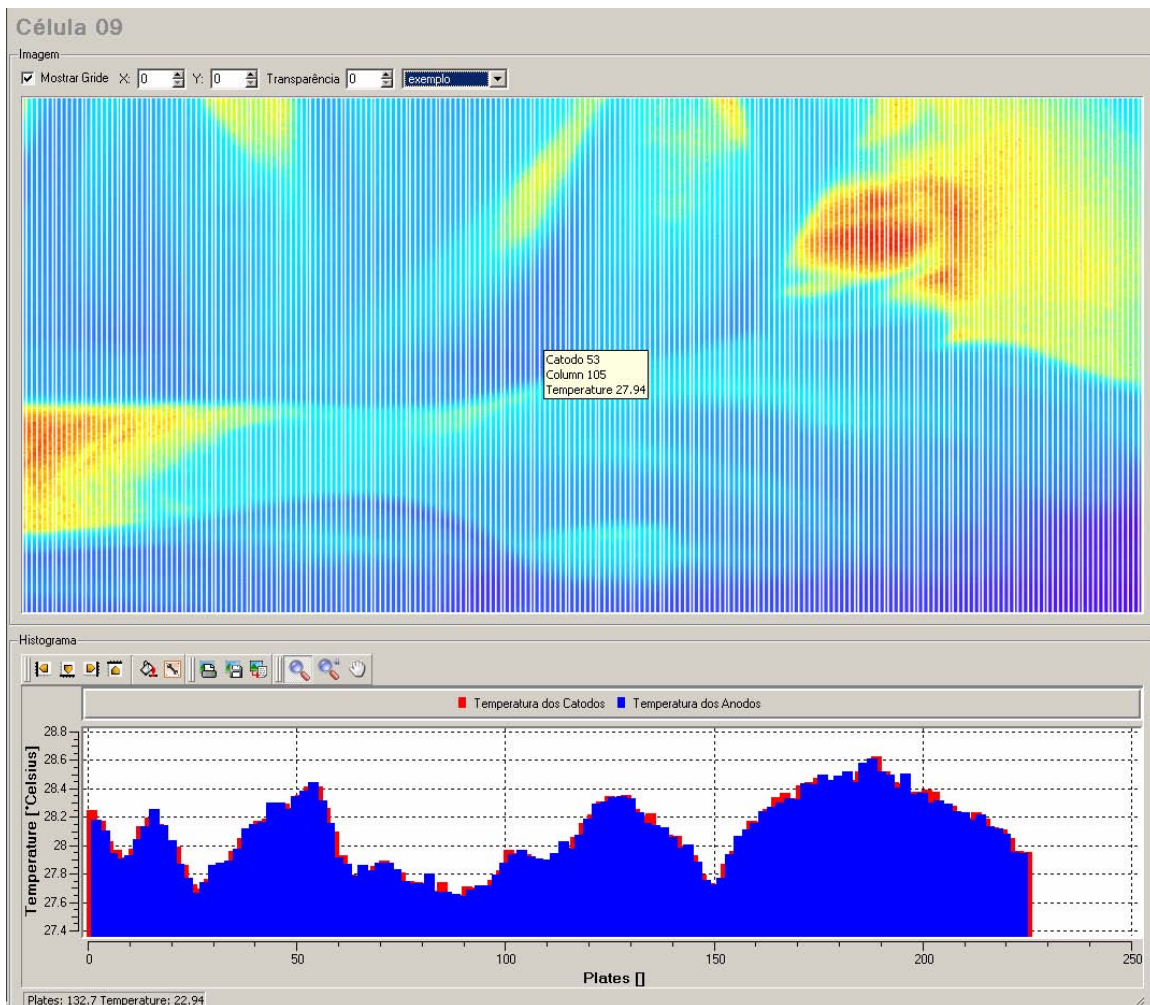 Célula 09
Imagem
Mostrar Gride X: 0 Y: 0 Transparência 0 exemplo
Catodo 53
Column 105
Temperature 27.94
Histograma
Temperatura dos Catodos Temperatura dos Anodos
Temperature [°Celsius]
28.8
28.6
28.4
28.2
28
27.8
27.6
27.4
0 50 100 150 200 250
Plates []
Plates: 132.7 Temperature: 22.94